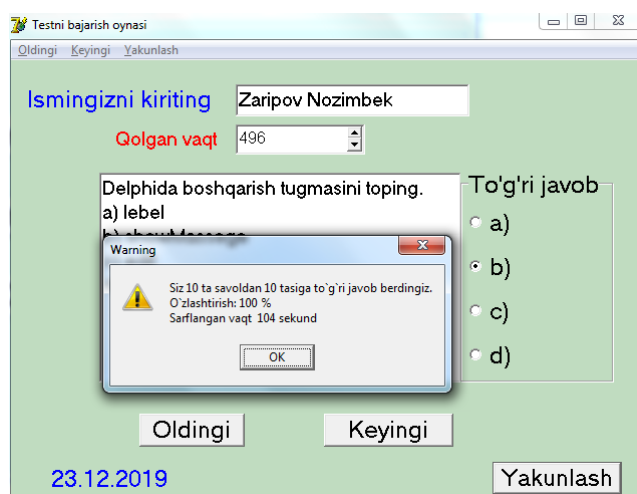 Testni bajarish oynasi
Oldingi Keyingi Yakunlash
Ismingizni kiriting Zaripov Nozimbek
Qolgan vaqt 496
Delphida boshqarish tugmasini toping.
a) lebel
b) showMassage
To'g'ri javob
a)
b)
c)
d)
Warning
Siz 10 ta savoldan 10 tasiga to`g`ri javob berdingiz.
O`zlashtirish: 100 %
Sarflangan vaqt 104 sekund
OK
Oldingi Keyingi
23.12.2019 Yakunlash